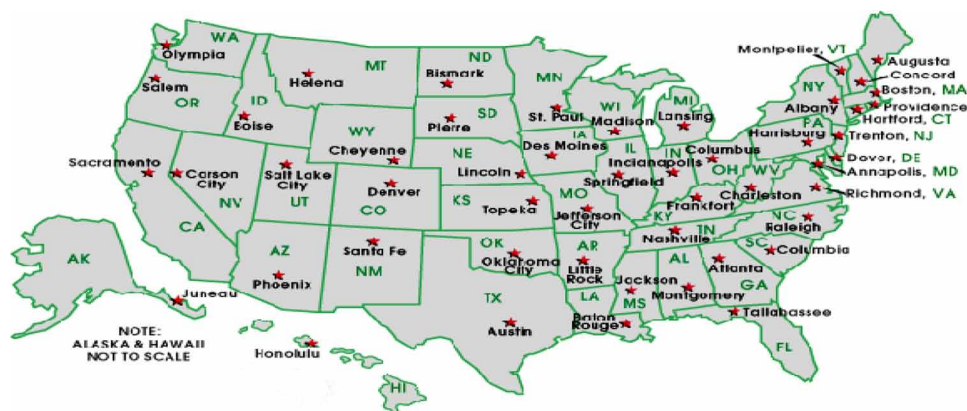 WA
Olympia
Salem
OR
ID
Boise
MT
Helena
ND
Bismark
SD
Pierre
WY
Cheyenne
NE
Lincoln
MN
St. Paul
WI
Madison
MI
Lansing
IA
Des Moines
IL
Springfield
IN
Indianapolis
Columbus
OH
Montpelier, VT
Augusta
Concord
Boston, MA
Providence
Hartford, CT
NY
Albany
PA
Harrisburg
Trenton, NJ
Dover, DE
Annapolis, MD
Richmond, VA
WV
Charleston
Sacramento
Carson
City
NV
CA
Salt Lake
City
UT
Denver
CO
KS
Topeka
MO
Jefferson
City
KY
Frankfort
TN
Nashville
NC
Raleigh
SC
Columbia
AZ
Phoenix
Santa Fe
NM
OK
Oklahoma
City
AR
Little
Rock
TX
Austin
LA
Baton
Rouge
Jackson
MS
AL
Montgomery
Atlanta
GA
Tallahassee
FL
AK
Juneau
NOTE:
ALASKA & HAWAII
NOT TO SCALE
Honolulu
HI